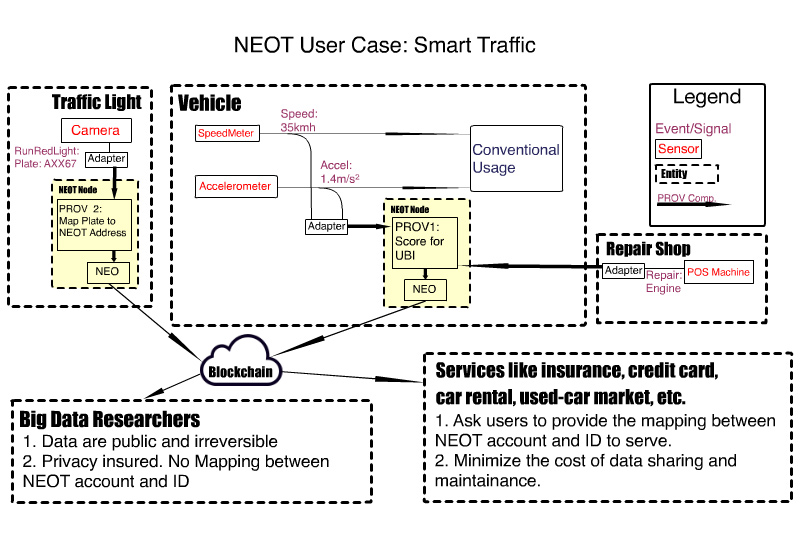 NEOT User Case: Smart Traffic
Traffic Light
Camera
RunRedLight:
Plate: AXX67
Adapter
NEOT Node
PROV 2:
Map Plate to
NEOT Address
NEO
Vehicle
Speed:
35kmh
SpeedMeter
Accel:
1.4m/s²
Accelerometer
Conventional
Usage
Adapter
NEOT Node
PROV1:
Score for
UBI
NEO
Legend
Event/Signal
Sensor
Entity
PROV Comp.
Repair Shop
Adapter
Repair:
Engine
POS Machine
Blockchain
Big Data Researchers
1. Data are public and irreversible
2. Privacy insured. No Mapping between
NEOT account and ID
Services like insurance, credit card,
car rental, used-car market, etc.
1. Ask users to provide the mapping between
NEOT account and ID to serve.
2. Minimize the cost of data sharing and
maintainance.